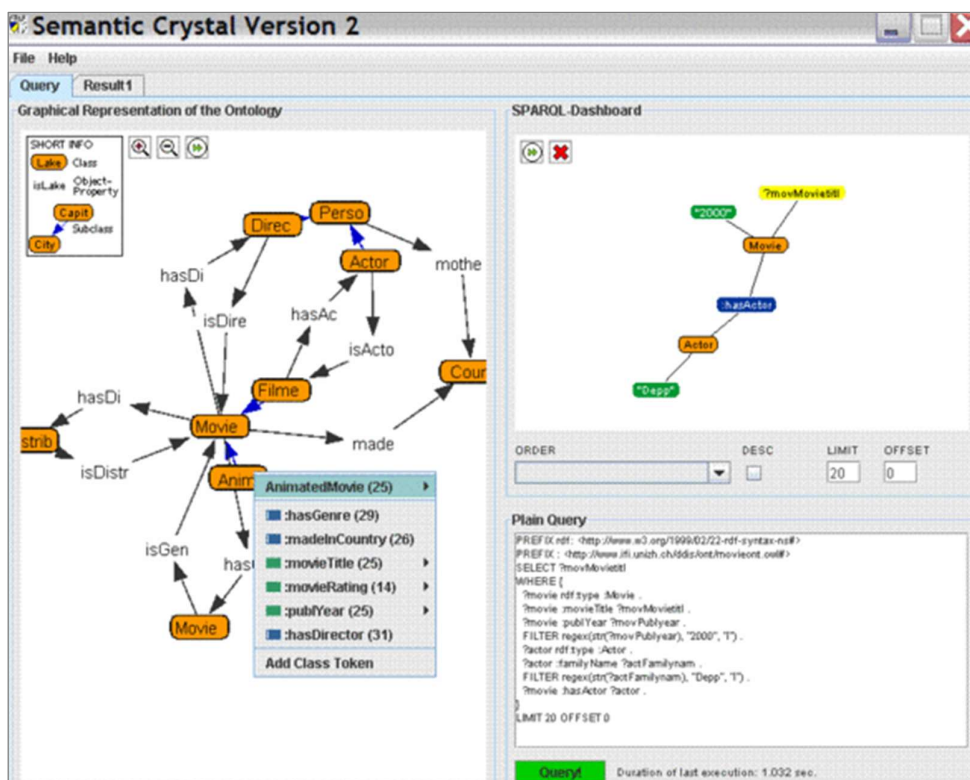 Semantic Crystal Version 2
File Help
Query Result1
Graphical Representation of the Ontology
SHORT INFO
Lake Class
isLake Object-Property
Capit
Subclass
City
Direc
Perso
Actor
mothe
hasDi
isDire
hasAc
isActo
Filme
Cour
hasDi
Movie
made
strib
isDistr
Anim
isGen
Movie
AnimatedMovie (25)
:hasGenre (29)
:madeInCountry (26)
:movieTitle (25)
:movieRating (14)
:publYear (25)
:hasDirector (31)
Add Class Token
SPARQL-Dashboard
?movMovietitl
"2000"
Movie
:hasActor
Actor
"Depp"
ORDER DESC LIMIT OFFSET
20 0
Plain Query
PREFIX rdf: <http://www.w3.org/1999/02/22-rdf-syntax-ns#>
PREFIX : <http://www.ifi.unizh.ch/ddis/ont/movieont.owl#>
SELECT ?movMovietitl
WHERE {
?movie rdf:type :Movie .
?movie :movieTitle ?movMovietitl .
?movie :publYear ?movPublyear .
FILTER regex(str(?movPublyear), "2000", "i") .
?actor rdf:type :Actor .
?actor :familyName ?actFamilynam .
FILTER regex(str(?actFamilynam), "Depp", "i") .
?movie :hasActor ?actor .
}
LIMIT 20 OFFSET 0
Query! Duration of last execution: 1.032 sec.